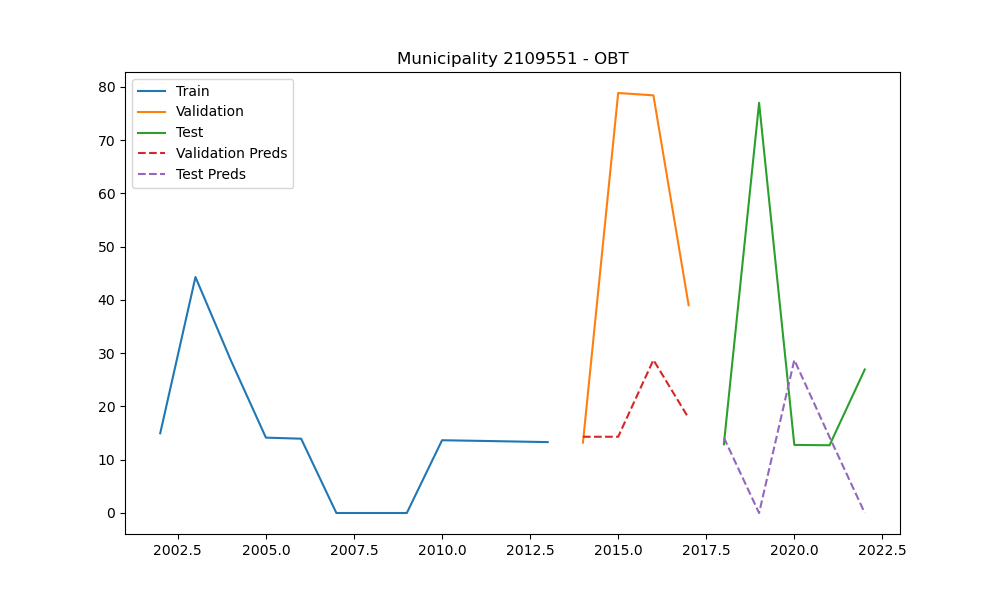 Municipality 2109551 - OBT
Train
Validation
Test
Validation Preds
Test Preds
80
70
60
50
40
30
20
10
0
2002.5 2005.0 2007.5 2010.0 2012.5 2015.0 2017.5 2020.0 2022.5